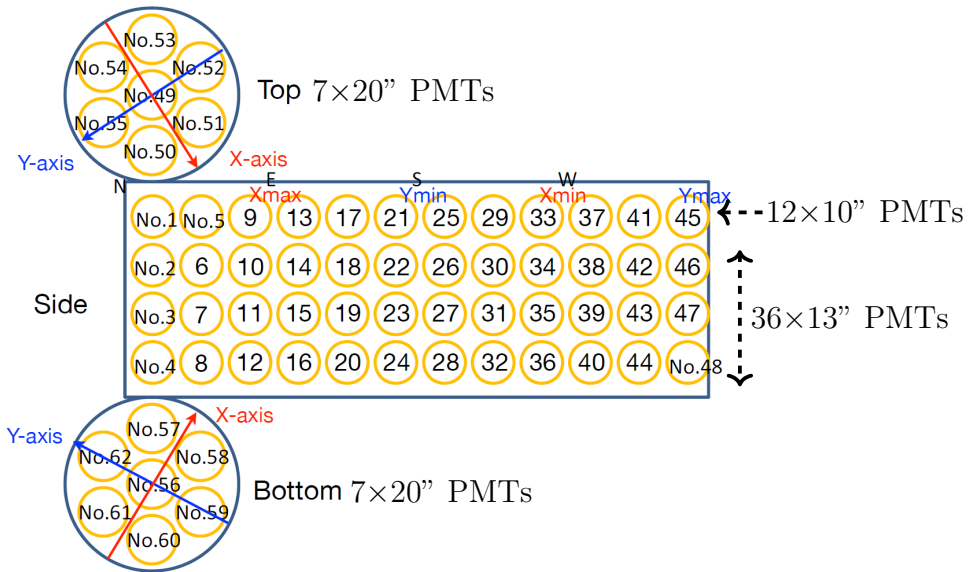 No.53
No.54 No.52
No.49
No.55 No.51
No.50
Top 7×20” PMTs
Y-axis X-axis
N E S W
Xmax Ymin Xmin Ymax
No.1 No.5 9 13 17 21 25 29 33 37 41 45
12×10” PMTs
No.2 6 10 14 18 22 26 30 34 38 42 46
Side
No.3 7 11 15 19 23 27 31 35 39 43 47
36×13” PMTs
No.4 8 12 16 20 24 28 32 36 40 44 No.48
Y-axis X-axis
No.57
No.62 No.58
No.56
No.61 No.59
No.60
Bottom 7×20” PMTs